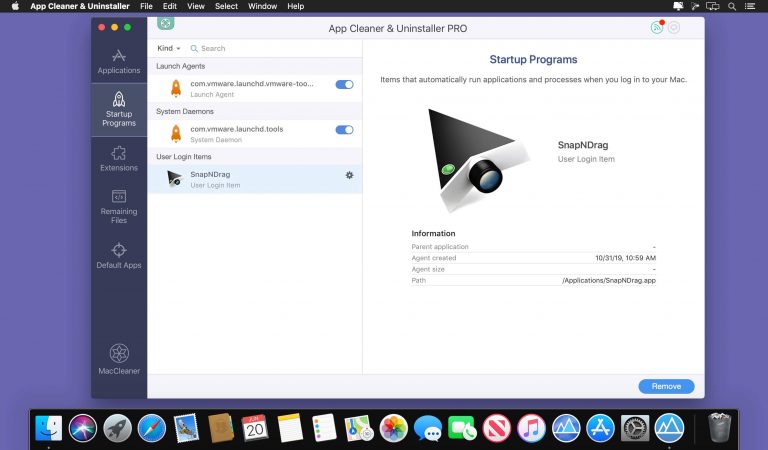 App Cleaner & Uninstaller File Edit View Select Window Help
App Cleaner & Uninstaller PRO
Applications
Startup
Programs
Extensions
Remaining
Files
Default Apps
MacCleaner
Kind Search
Launch Agents
com.vmware.launchd.vmware-too...
Launch Agent
System Daemons
com.vmware.launchd.tools
System Daemon
User Login Items
SnapNDrag
User Login Item
Startup Programs
Items that automatically run applications and processes when you log in to your Mac.
SnapNDrag
User Login Item
Information
Parent application -
Agent created 10/31/19, 10:59 AM
Agent size -
Path /Applications/SnapNDrag.app
Remove
JUN
20